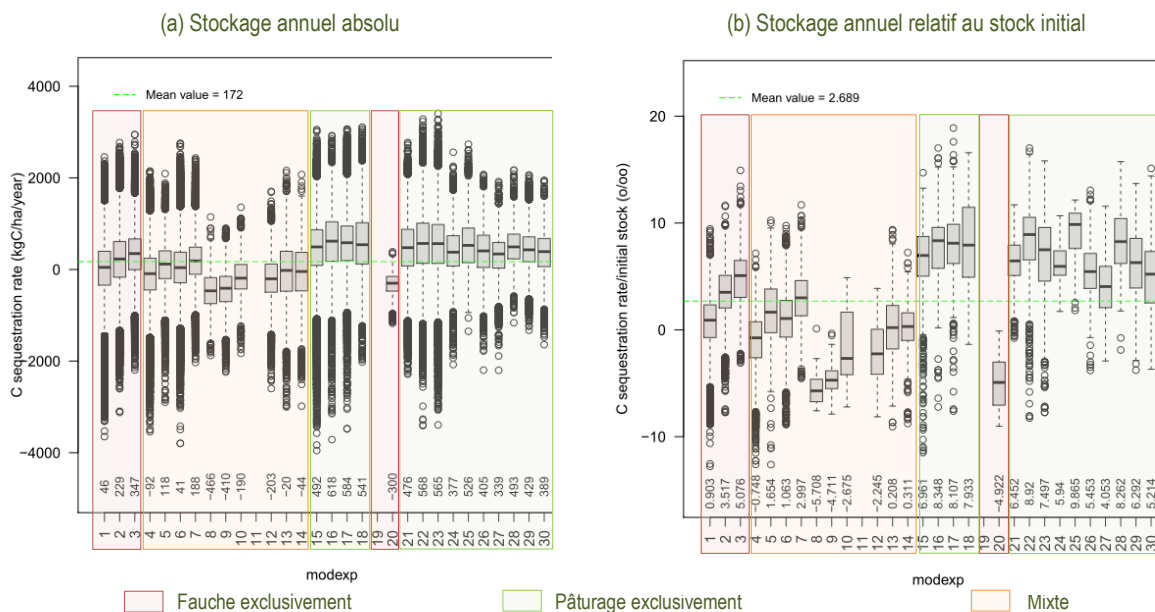 (a) Stockage annuel absolu
(b) Stockage annuel relatif au stock initial
C sequestration rate (kgC/ha/year)
4000
2000
0
2000
−4000
Mean value = 172
46 229 347 −92 118 41 188 −466 −410 −190 −203 −20 −44 492 618 584 541 −300 476 568 565 377 526 405 339 493 429 389
1 2 3 4 5 6 7 8 9 10 11 12 13 14 15 16 17 18 19 20 21 22 23 24 25 26 27 28 29 30
modexp
C sequestration rate/initial stock (o/oo)
20
10
0
−10
Mean value = 2.689
0.903 3.517 5.076 −0.748 1.654 1.063 2.997 −5.708 −4.711 −2.675 −2.245 0.208 0.311 6.961 8.348 8.107 7.933 −4.922 6.452 8.92 7.497 5.94 9.865 5.453 4.053 8.262 6.292 5.214
1 2 3 4 5 6 7 8 9 10 11 12 13 14 15 16 17 18 19 20 21 22 23 24 25 26 27 28 29 30
modexp
Fauche exclusivement
Pâturage exclusivement
Mixte